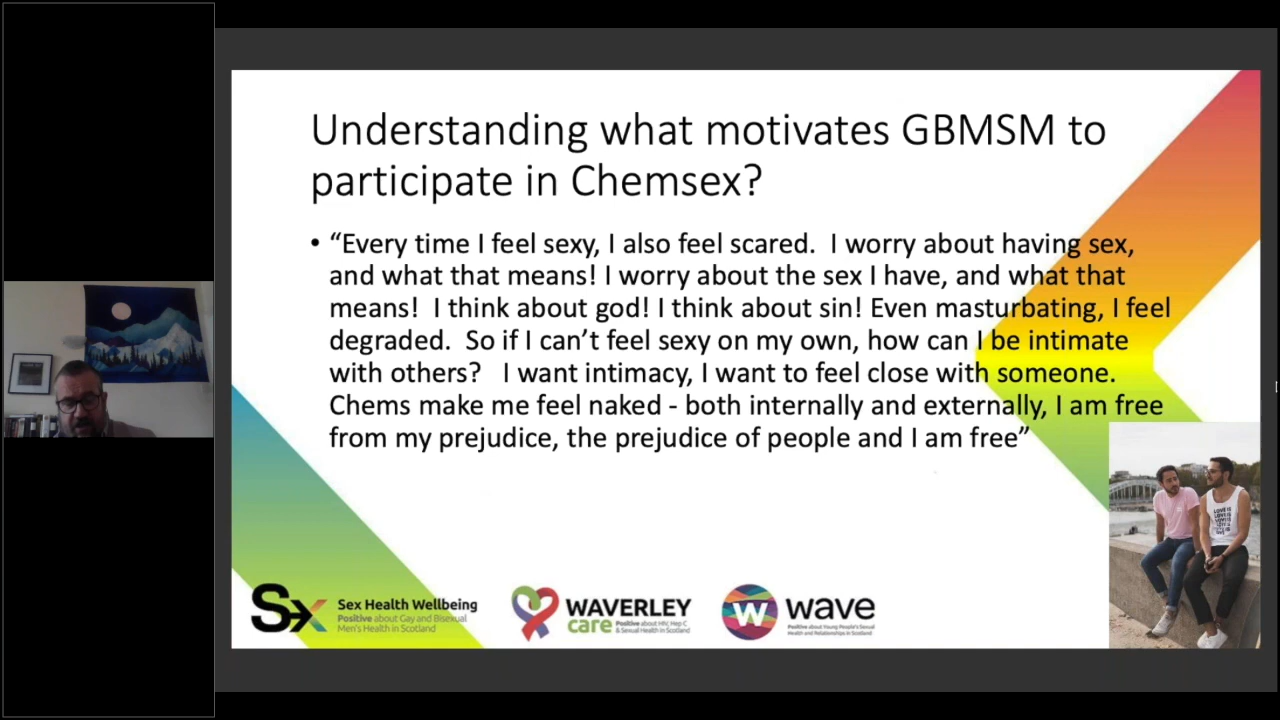 Understanding what motivates GBMSM to
participate in Chemsex?
• “Every time I feel sexy, I also feel scared. I worry about having sex,
and what that means! I worry about the sex I have, and what that
means! I think about god! I think about sin! Even masturbating, I feel
degraded. So if I can’t feel sexy on my own, how can I be intimate
with others? I want intimacy, I want to feel close with someone.
Chems make me feel naked - both internally and externally, I am free
from my prejudice, the prejudice of people and I am free”
Sx
Sex Health Wellbeing
Positive about Gay and Bisexual
Men's Health in Scotland
WAVERLEY
care
Positive about HIV, Hep C
& Sexual Health in Scotland
W
wave
Positive about Young People's Sexual
Health and Relationships in Scotland